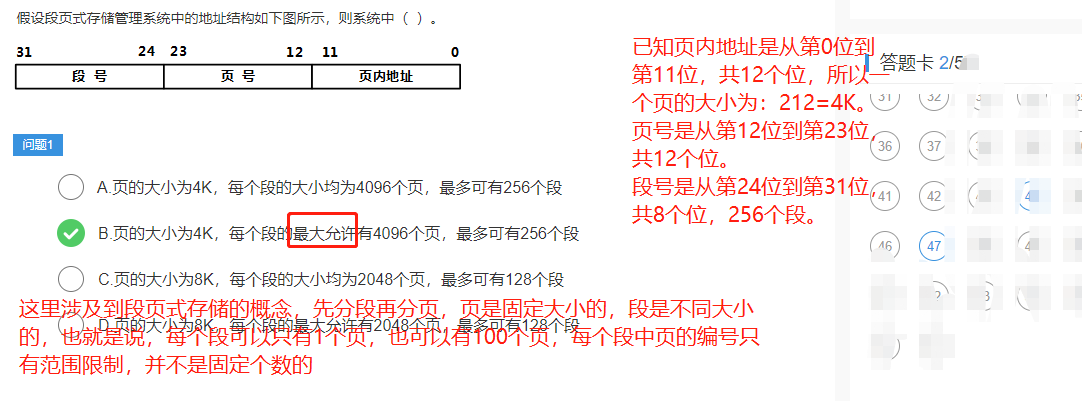 假设段页式存储管理系统中的地址结构如下图所示，则系统中（ ）。
31 24 23 12 11 0
段 号 页 号 页内地址
问题1
A.页的大小为4K，每个段的大小均为4096个页，最多可有256个段
B.页的大小为4K，每个段的最大允许有4096个页，最多可有256个段
C.页的大小为8K，每个段的大小均为2048个页，最多可有128个段
D.页的大小为8K，每个段的最大允许有2048个页，最多可有128个段
这里涉及到段页式存储的概念，先分段再分页，页是固定大小的，段是不同大小
的，也就是说，每个段可以只有1个页，也可以有100个页，每个段中页的编号只
有范围限制，并不是固定个数的
已知页内地址是从第0位到
第11位，共12个位，所以一
个页的大小为：212=4K。
页号是从第12位到第23位，
共12个位。
段号是从第24位到第31位，
共8个位，256个段。
答题卡 2/5
31 32
36 37
41 42
46 47